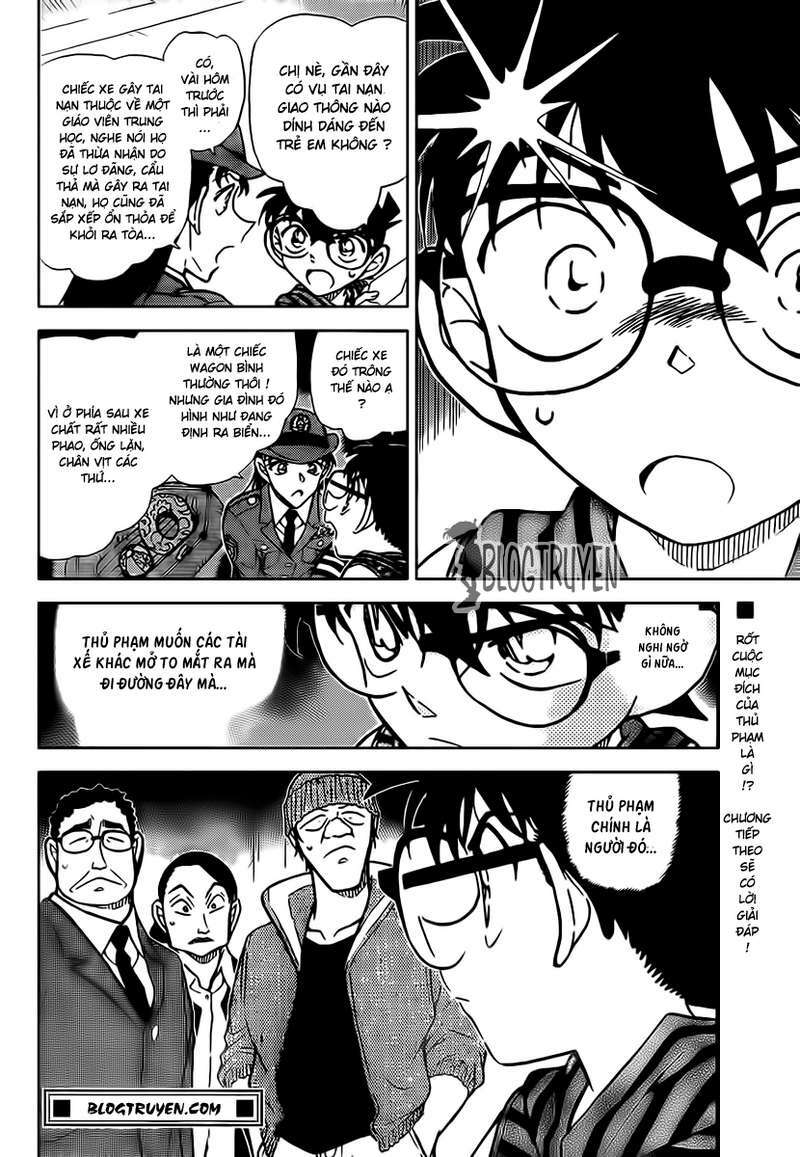 CHỊ NÈ, GẦN ĐÂY
CÓ VỤ TAI NẠN
GIAO THÔNG NÀO
DÍNH DÁNG ĐẾN
TRẺ EM KHÔNG ?
CÓ,
VÀI HÔM
TRƯỚC
THÌ PHẢI
...
CHIẾC XE GÂY TAI
NẠN THUỘC VỀ MỘT
GIÁO VIÊN TRUNG
HỌC, NGHE NÓI HỌ
ĐÃ THỪA NHẬN DO
SỰ LƠ ĐÃNG, CẨU
THẢ MÀ GÂY RA TAI
NẠN, HỌ CŨNG ĐÃ
SẮP XẾP ỔN THỎA ĐỂ
KHỎI RA TÒA...
CHIẾC XE
ĐÓ TRÔNG
THẾ NÀO Ạ
?
LÀ MỘT CHIẾC
WAGON BÌNH
THƯỜNG THÔI !
NHƯNG GIA ĐÌNH ĐÓ
HÌNH NHƯ ĐANG
ĐỊNH RA BIỂN...
VÌ Ở PHÍA SAU XE
CHẤT RẤT NHIỀU
PHAO, ỐNG LẶN,
CHÂN VỊT CÁC
THỨ...
BLOGTRUYEN
KHÔNG
NGHI NGỜ
GÌ NỮA...
THỦ PHẠM MUỐN CÁC TÀI
XẾ KHÁC MỞ TO MẮT RA MÀ
ĐI ĐƯỜNG ĐÂY MÀ...
THỦ PHẠM
CHÍNH LÀ
NGƯỜI ĐÓ...
RỐT
CUỘC
MỤC
ĐÍCH
CỦA
THỦ
PHẠM
LÀ
GÌ
!?
CHƯƠNG
TIẾP
THEO
SẼ
CÓ
LỜI
GIẢI
ĐÁP
!
BLOGTRUYEN.COM